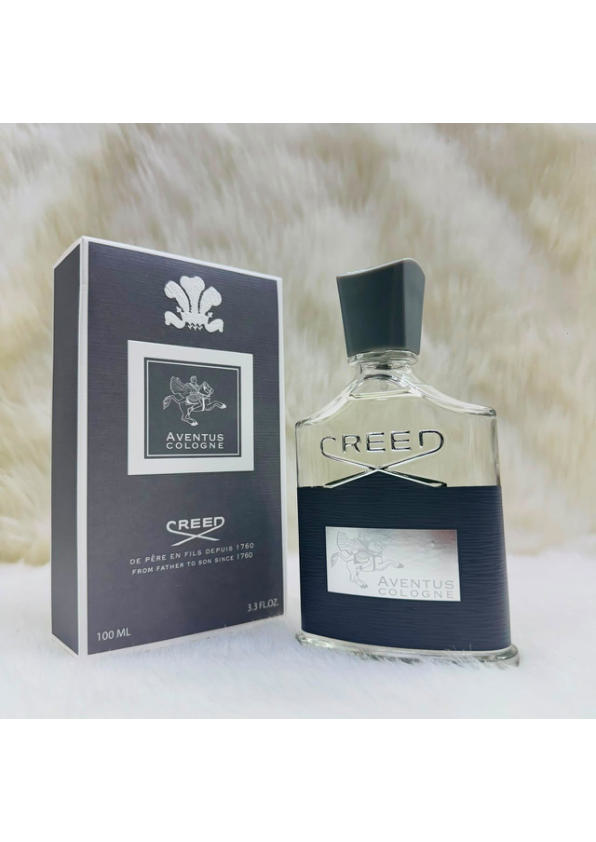 AVENTUS
COLOGNE
CREED
DE PÈRE EN FILS DEPUIS 1760
FROM FATHER TO SON SINCE 1760
100 ML
3.3 FL.OZ.
CREED
AVENTUS
COLOGNE